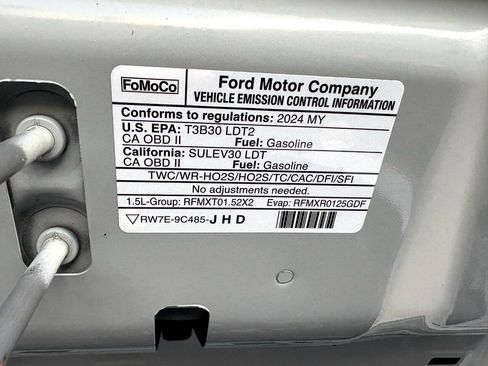 FoMoCo
Ford Motor Company
VEHICLE EMISSION CONTROL INFORMATION
Conforms to regulations: 2024 MY
U.S. EPA: T3B30 LDT2
CA OBD II Fuel: Gasoline
California: SULEV30 LDT
CA OBD II Fuel: Gasoline
TWC/WR-HO2S/HO2S/TC/CAC/DFI/SFI
No adjustments needed.
1.5L-Group: RFMXT01.52X2 Evap: RFMXR0125GDF
RW7E-9C485-JHD